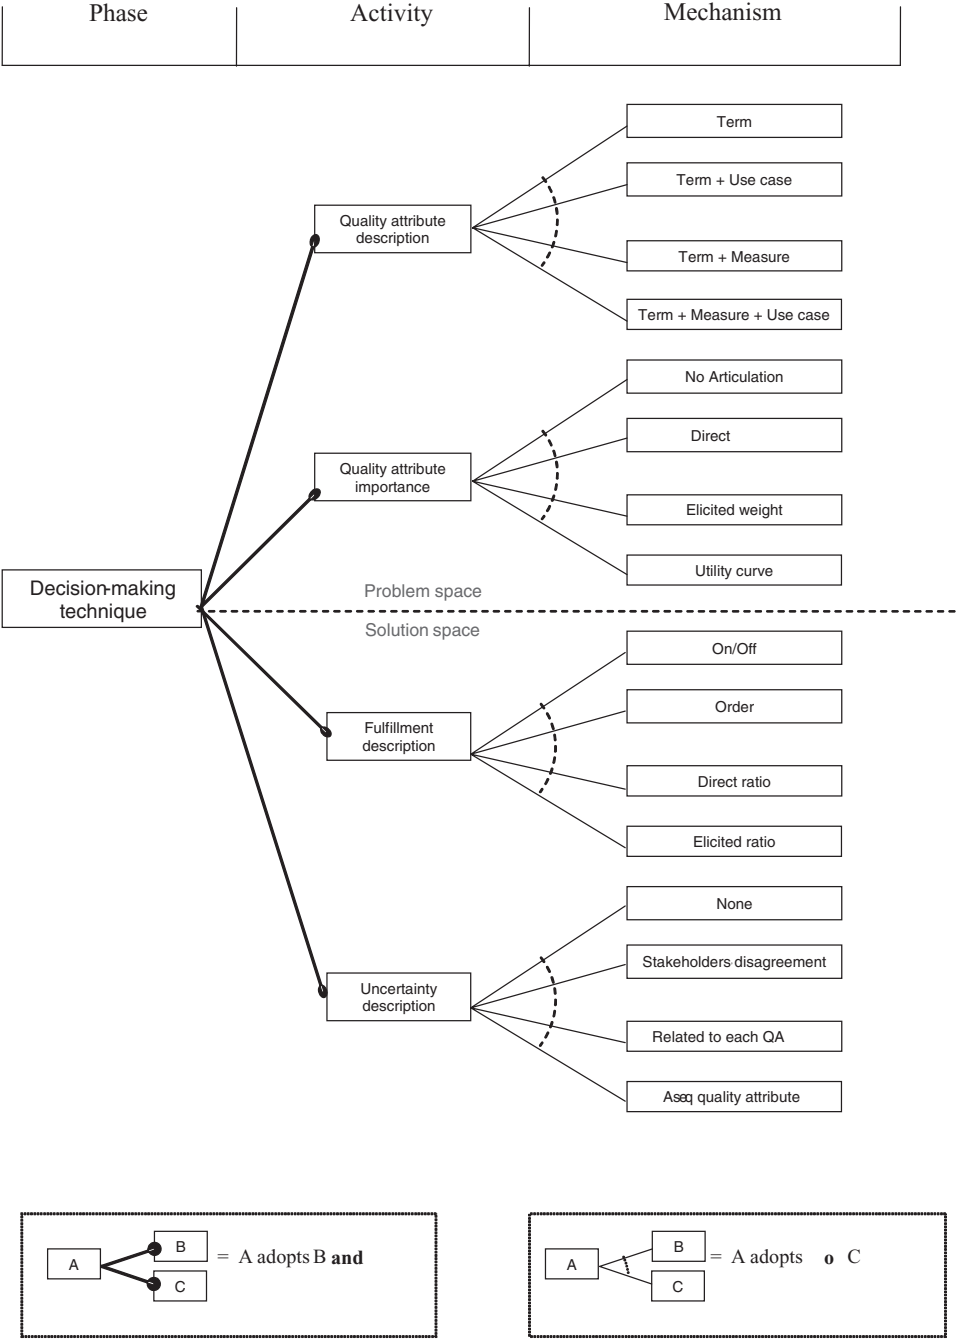 Phase Activity Mechanism
Term
Term + Use case
Quality attribute
description
Term + Measure
Term + Measure + Use case
No Articulation
Direct
Quality attribute
importance
Elicited weight
Utility curve
Decision-making
technique
Problem space
Solution space
On/Off
Order
Fulfillment
description
Direct ratio
Elicited ratio
None
Stakeholders disagreement
Uncertainty
description
Related to each QA
Aseq quality attribute
A
B
C
= A adopts B and
A
B
C
= A adopts o C